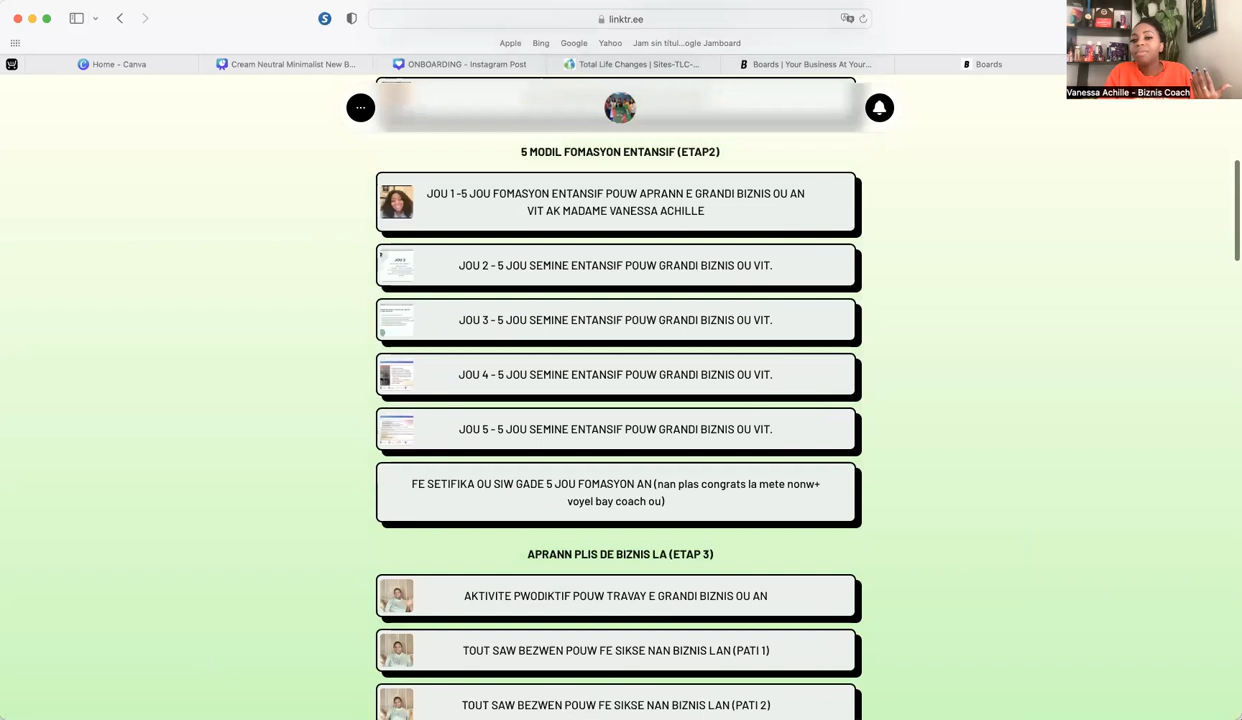 linktr.ee
Apple Bing Google Yahoo Jam sin titul...ogle Jamboard
Home - Canva
Cream Neutral Minimalist New B...
ONBOARDING - Instagram Post
Total Life Changes | Sites-TLC-...
Boards | Your Business At Your...
Boards
Vanessa Achille - Biznis Coach
5 MODIL FOMASYON ENTANSIF (ETAP2)
JOU 1 -5 JOU FOMASYON ENTANSIF POUW APRANN E GRANDI BIZNIS OU AN
VIT AK MADAME VANESSA ACHILLE
JOU 2 - 5 JOU SEMINE ENTANSIF POUW GRANDI BIZNIS OU VIT.
JOU 3 - 5 JOU SEMINE ENTANSIF POUW GRANDI BIZNIS OU VIT.
JOU 4 - 5 JOU SEMINE ENTANSIF POUW GRANDI BIZNIS OU VIT.
JOU 5 - 5 JOU SEMINE ENTANSIF POUW GRANDI BIZNIS OU VIT.
FE SETIFIKA OU SIW GADE 5 JOU FOMASYON AN (nan plas congrats la mete nonw+
voyel bay coach ou)
APRANN PLIS DE BIZNIS LA (ETAP 3)
AKTIVITE PWODIKTIF POUW TRAVAY E GRANDI BIZNIS OU AN
TOUT SAW BEZWEN POUW FE SIKSE NAN BIZNIS LAN (PATI 1)
TOUT SAW BEZWEN POUW FE SIKSE NAN BIZNIS LAN (PATI 2)